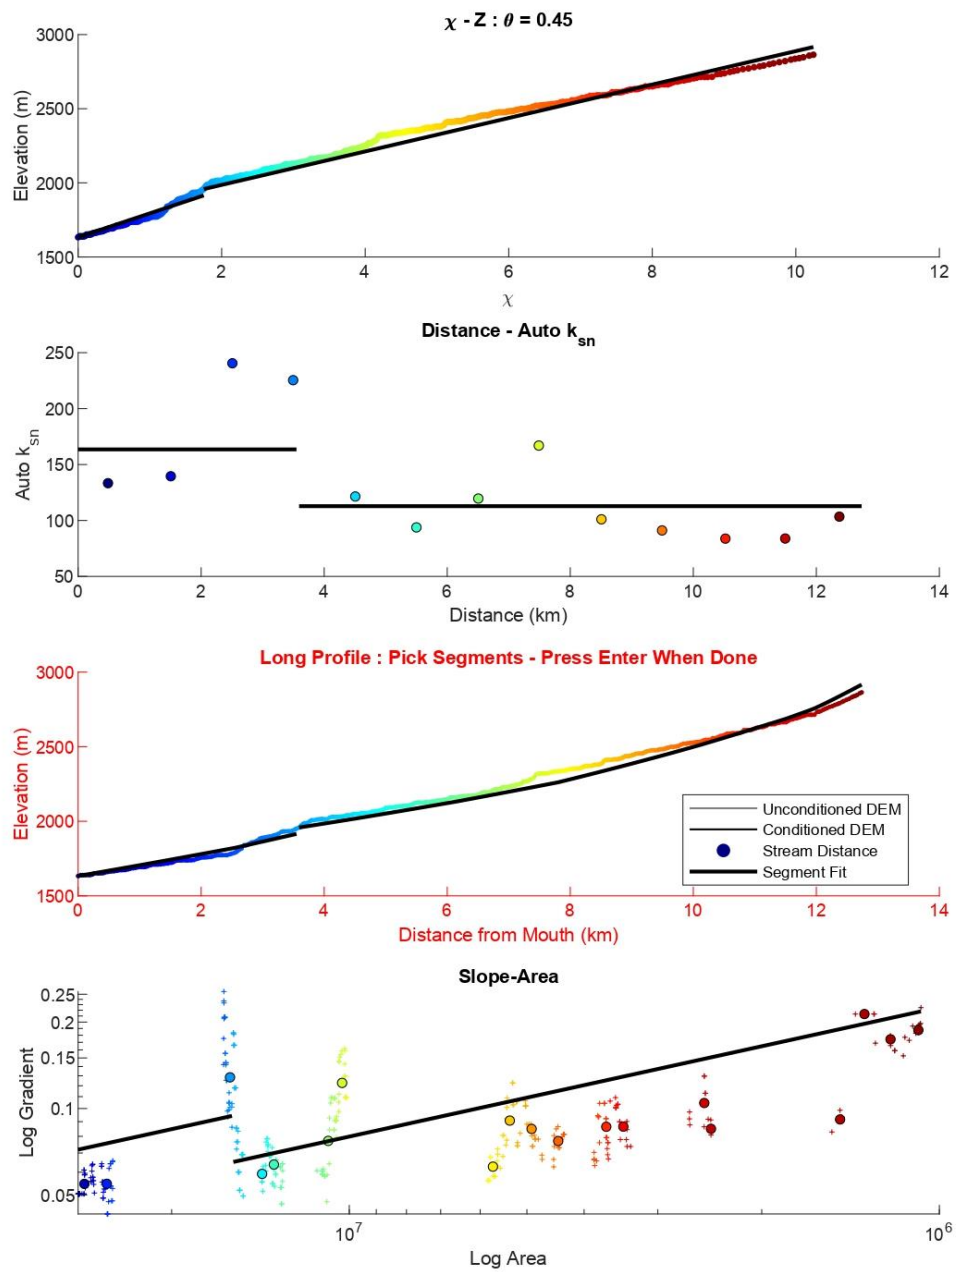 χ - Z : θ = 0.45
3000
2500
2000
1500
Elevation (m)
0 2 4 6 8 10 12
χ
Distance - Auto ksn
250
200
150
100
50
Auto ksn
0 2 4 6 8 10 12 14
Distance (km)
Long Profile : Pick Segments - Press Enter When Done
3000
2500
2000
1500
Elevation (m)
Unconditioned DEM
Conditioned DEM
Stream Distance
Segment Fit
0 2 4 6 8 10 12 14
Distance from Mouth (km)
Slope-Area
0.25
0.2
0.15
0.1
0.05
Log Gradient
10^7 10^6
Log Area